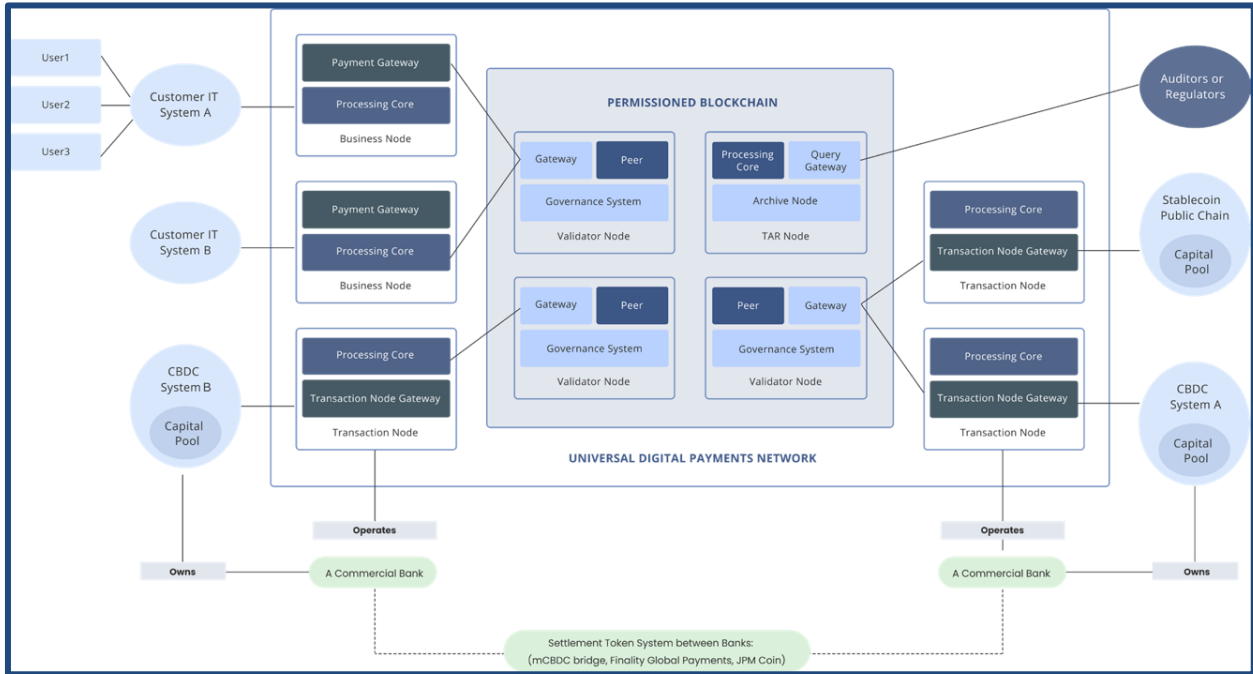 User1
User2
User3
Customer IT
System A
Payment Gateway
Processing Core
Business Node
Customer IT
System B
Payment Gateway
Processing Core
Business Node
CBDC
System B
Capital
Pool
Processing Core
Transaction Node Gateway
Transaction Node
PERMISSIONED BLOCKCHAIN
Gateway
Peer
Governance System
Validator Node
Processing
Core
Query
Gateway
Archive Node
TAR Node
Gateway
Peer
Governance System
Validator Node
Peer
Gateway
Governance System
Validator Node
UNIVERSAL DIGITAL PAYMENTS NETWORK
Auditors or
Regulators
Processing Core
Transaction Node Gateway
Transaction Node
Stablecoin
Public Chain
Capital
Pool
Processing Core
Transaction Node Gateway
Transaction Node
CBDC
System A
Capital
Pool
Operates
Owns
A Commercial Bank
Operates
A Commercial Bank
Owns
Settlement Token System between Banks:
(mCBDC bridge, Finality Global Payments, JPM Coin)